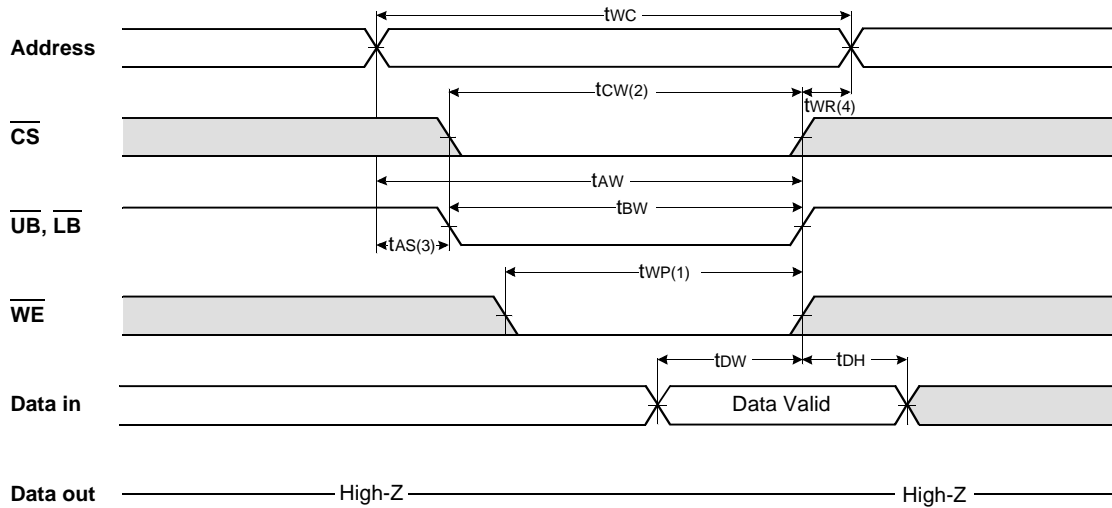 tWC
Address
tCW(2)
tWR(4)
CS
tAW
UB, LB
tBW
tAS(3)
tWP(1)
WE
tDW
tDH
Data in
Data Valid
Data out
High-Z
High-Z